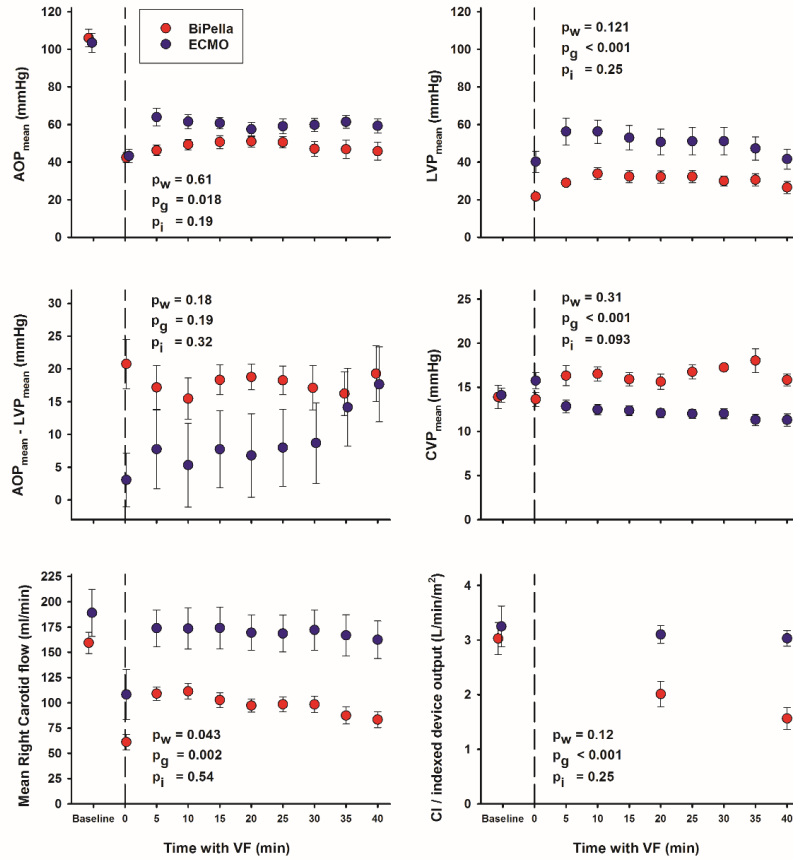 BiPella
ECMO
AOPmean (mmHg)
120
100
80
60
40
20
0
pw = 0.61
pg = 0.018
pi = 0.19
LVPmean (mmHg)
120
100
80
60
40
20
0
pw = 0.121
pg < 0.001
pi = 0.25
AOPmean - LVPmean (mmHg)
30
25
20
15
10
5
0
pw = 0.18
pg = 0.19
pi = 0.32
CVPmean (mmHg)
25
20
15
10
5
0
pw = 0.31
pg < 0.001
pi = 0.093
Mean Right Carotid flow (ml/min)
225
200
175
150
125
100
75
50
25
0
pw = 0.043
pg = 0.002
pi = 0.54
Baseline 0 5 10 15 20 25 30 35 40
Time with VF (min)
CI / indexed device output (L/min/m²)
4
3
2
1
0
pw = 0.12
pg < 0.001
pi = 0.25
Baseline 0 5 10 15 20 25 30 35 40
Time with VF (min)